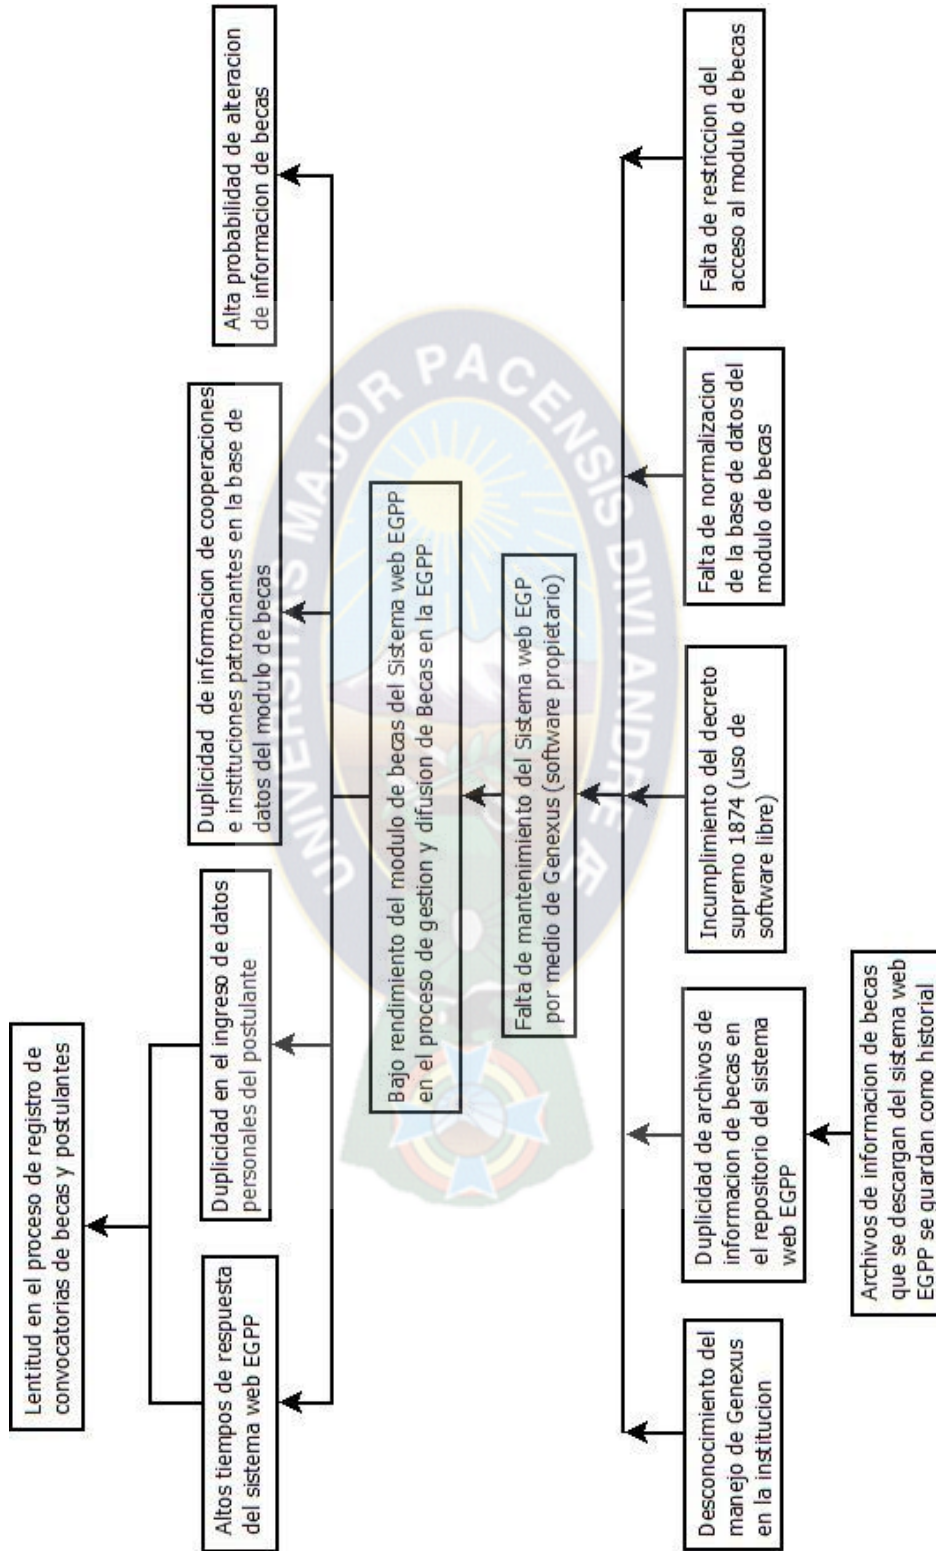 Lentitud en el proceso de registro de
convocatorias de becas y postulantes
Altos tiempos de respuesta
del sistema web EGPP
Duplicidad en el ingreso de datos
personales del postulante
Duplicidad de informacion de cooperaciones
e instituciones patrocinantes en la base de
datos del modulo de becas
Alta probabilidad de alteracion
de informacion de becas
Bajo rendimiento del modulo de becas del Sistema web EGPP
en el proceso de gestion y difusion de Becas en la EGPP
Falta de mantenimiento del Sistema web EGP
por medio de Genexus (software propietario)
Desconocimiento del
manejo de Genexus
en la institucion
Duplicidad de archivos de
informacion de becas en
el repositorio del sistema
web EGPP
Incumplimiento del decreto
supremo 1874 (uso de
software libre)
Falta de normalizacion
de la base de datos del
modulo de becas
Falta de restriccion del
acceso al modulo de becas
Archivos de informacion de becas
que se descargan del sistema web
EGPP se guardan como historial
UNIVERSITAS MAJOR PACENSIS DIVI ANDREÆ